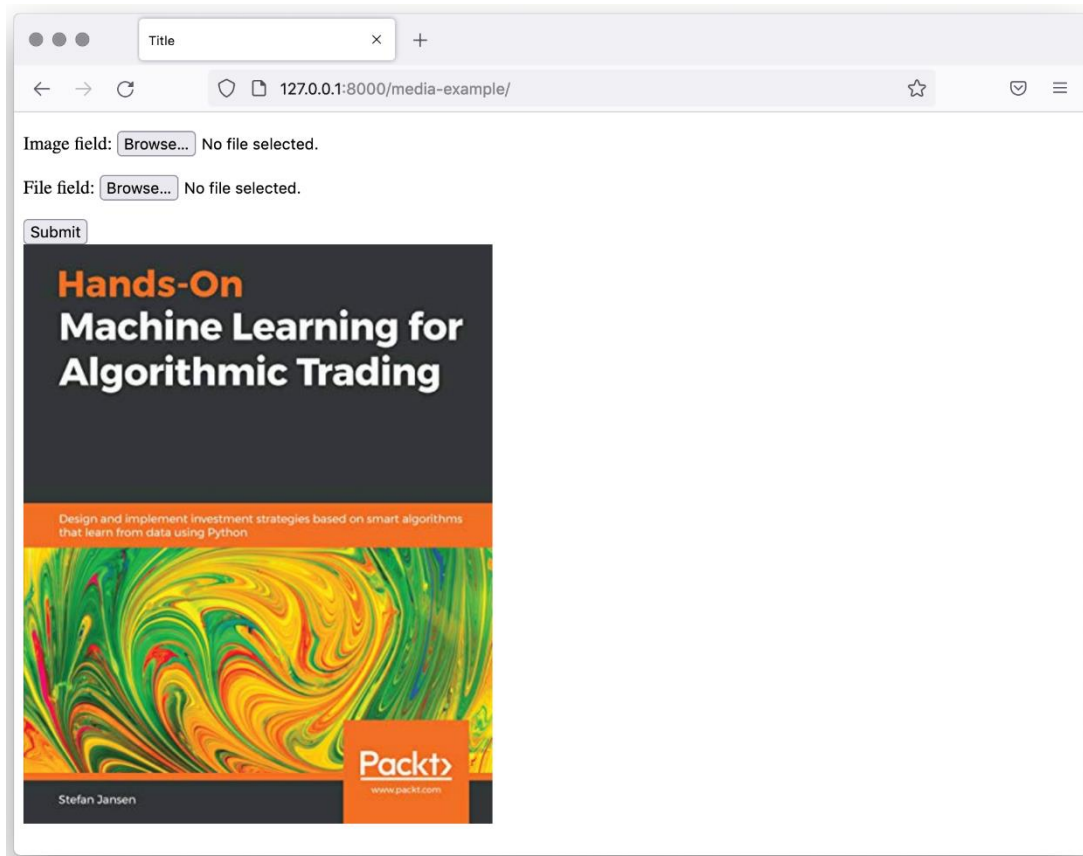 Title
127.0.0.1:8000/media-example/
Image field: Browse... No file selected.
File field: Browse... No file selected.
Submit
Hands-On
Machine Learning for
Algorithmic Trading
Design and implement investment strategies based on smart algorithms
that learn from data using Python
Packt>
www.packt.com
Stefan Jansen